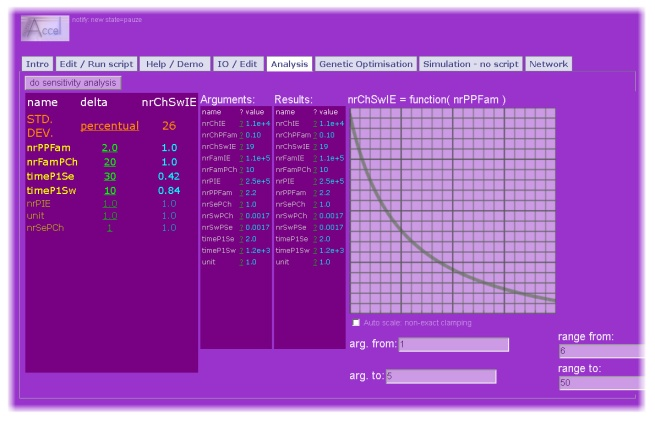 Accel
notify: new state=pauze
Intro Edit / Run script Help / Demo IO / Edit Analysis Genetic Optimisation Simulation - no script Network
do sensitivity analysis
name delta nrChSwIE
STD. DEV. percentual 26
nrPPFam 2.0 1.0
nrFamPCh 20 1.0
timeP1Se 30 0.42
timeP1Sw 10 0.84
nrPIE 1.0 1.0
unit 1.0 1.0
nrSePCh 1 1.0
Arguments:
name ? value
nrChIE ? 1.1e+4
nrChPFam ? 0.10
nrChSwIE ? 19
nrFamIE ? 1.1e+5
nrFamPCh ? 10
nrPIE ? 2.5e+5
nrPPFam ? 2.2
nrSePCh ? 1.0
nrSwPCh ? 0.0017
nrSwPSe ? 0.0017
timeP1Se ? 2.0
timeP1Sw ? 1.2e+3
unit ? 1.0
Results:
name ? value
nrChIE ? 1.1e+4
nrChPFam ? 0.10
nrChSwIE ? 19
nrFamIE ? 1.1e+5
nrFamPCh ? 10
nrPIE ? 2.5e+5
nrPPFam ? 2.2
nrSePCh ? 1.0
nrSwPCh ? 0.0017
nrSwPSe ? 0.0017
timeP1Se ? 2.0
timeP1Sw ? 1.2e+3
unit ? 1.0
nrChSwIE = function( nrPPFam )
Auto scale; non-exact clamping
arg. from: 1
range from:
6
arg. to: 5
range to:
50